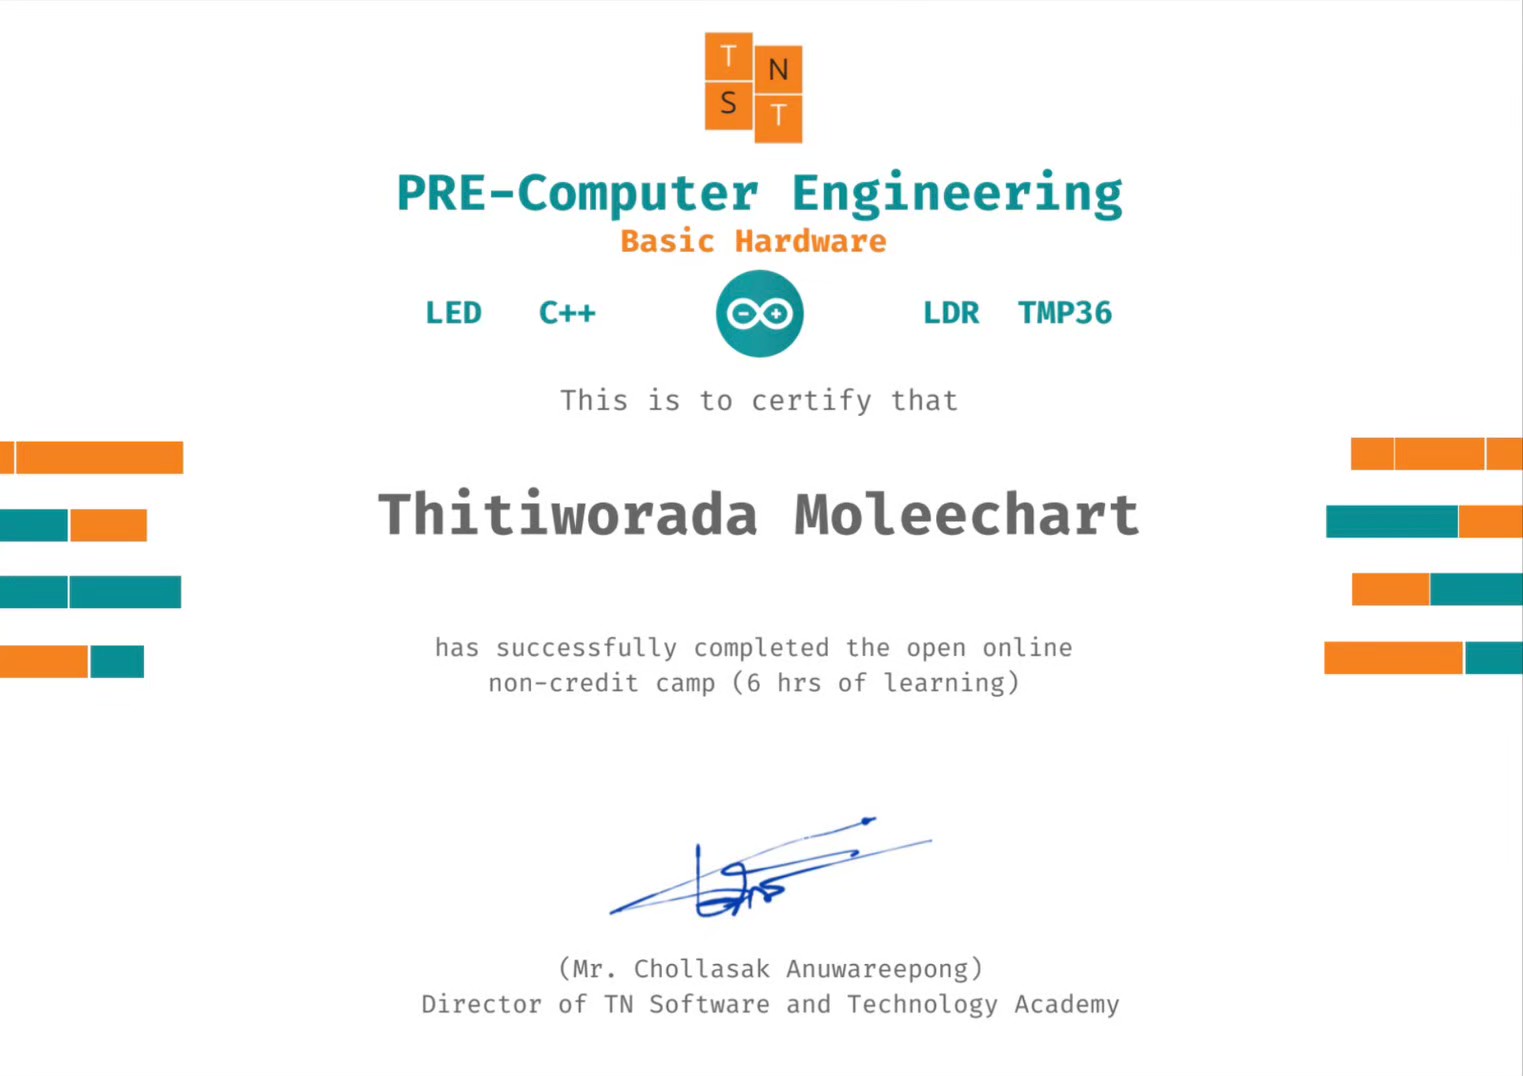 T N
S T
PRE-Computer Engineering
Basic Hardware
LED C++ LDR TMP36
This is to certify that
Thitiworada Moleechart
has successfully completed the open online
non-credit camp (6 hrs of learning)
(Mr. Chollasak Anuwareepong)
Director of TN Software and Technology Academy